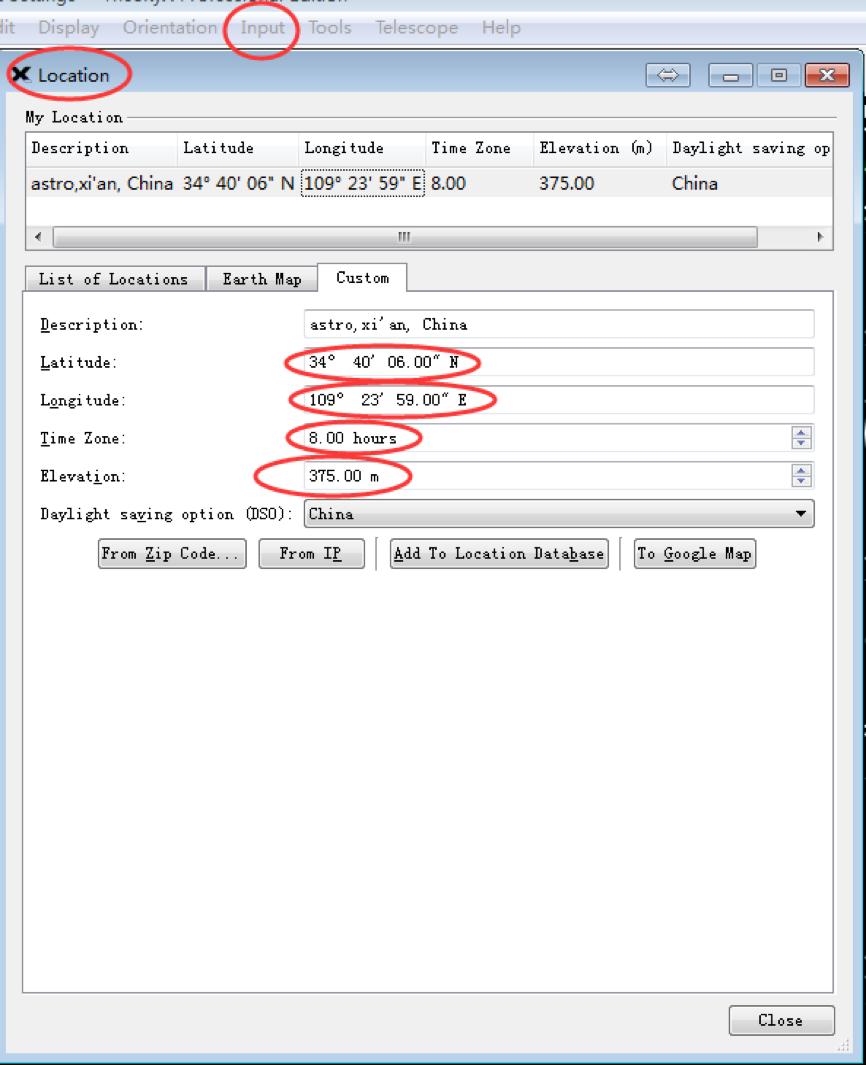 Edit Display Orientation Input Tools Telescope Help
Location
My Location
Description Latitude Longitude Time Zone Elevation (m) Daylight saving op
astro,xi'an, China 34° 40' 06" N 109° 23' 59" E 8.00 375.00 China
List of Locations Earth Map Custom
Description: astro,xi'an, China
Latitude: 34° 40' 06.00" N
Longitude: 109° 23' 59.00" E
Time Zone: 8.00 hours
Elevation: 375.00 m
Daylight saving option (DSO): China
From Zip Code... From IP Add To Location Database To Google Map
Close